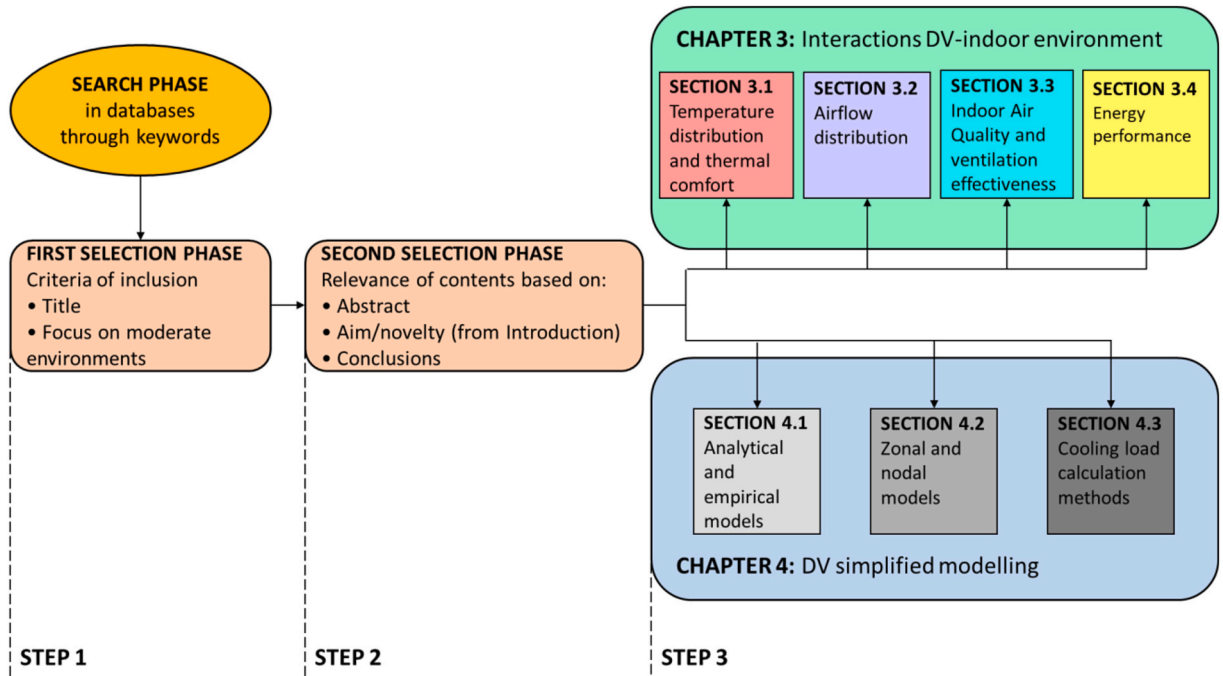 SEARCH PHASE
in databases
through keywords
FIRST SELECTION PHASE
Criteria of inclusion
• Title
• Focus on moderate
environments
SECOND SELECTION PHASE
Relevance of contents based on:
• Abstract
• Aim/novelty (from Introduction)
• Conclusions
CHAPTER 3: Interactions DV-indoor environment
SECTION 3.1
Temperature
distribution
and thermal
comfort
SECTION 3.2
Airflow
distribution
SECTION 3.3
Indoor Air
Quality and
ventilation
effectiveness
SECTION 3.4
Energy
performance
SECTION 4.1
Analytical
and
empirical
models
SECTION 4.2
Zonal and
nodal
models
SECTION 4.3
Cooling load
calculation
methods
CHAPTER 4: DV simplified modelling
STEP 1
STEP 2
STEP 3